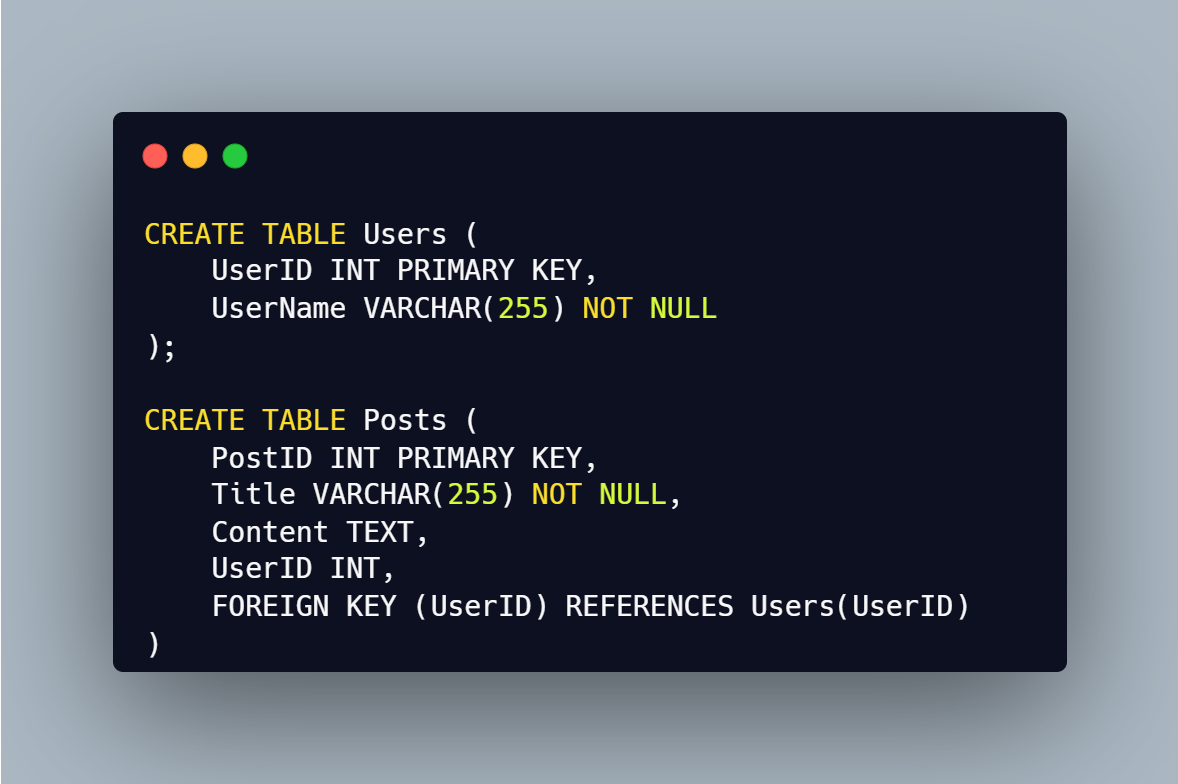 CREATE TABLE Users (
    UserID INT PRIMARY KEY,
    UserName VARCHAR(255) NOT NULL
);

CREATE TABLE Posts (
    PostID INT PRIMARY KEY,
    Title VARCHAR(255) NOT NULL,
    Content TEXT,
    UserID INT,
    FOREIGN KEY (UserID) REFERENCES Users(UserID)
)